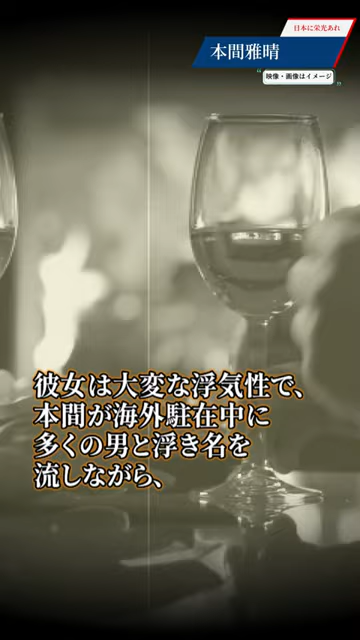 日本に栄光あれ
本間雅晴
"映像・画像はイメージ"
彼女は大変な浮気性で、
本間が海外駐在中に
多くの男と浮き名を
流しながら、